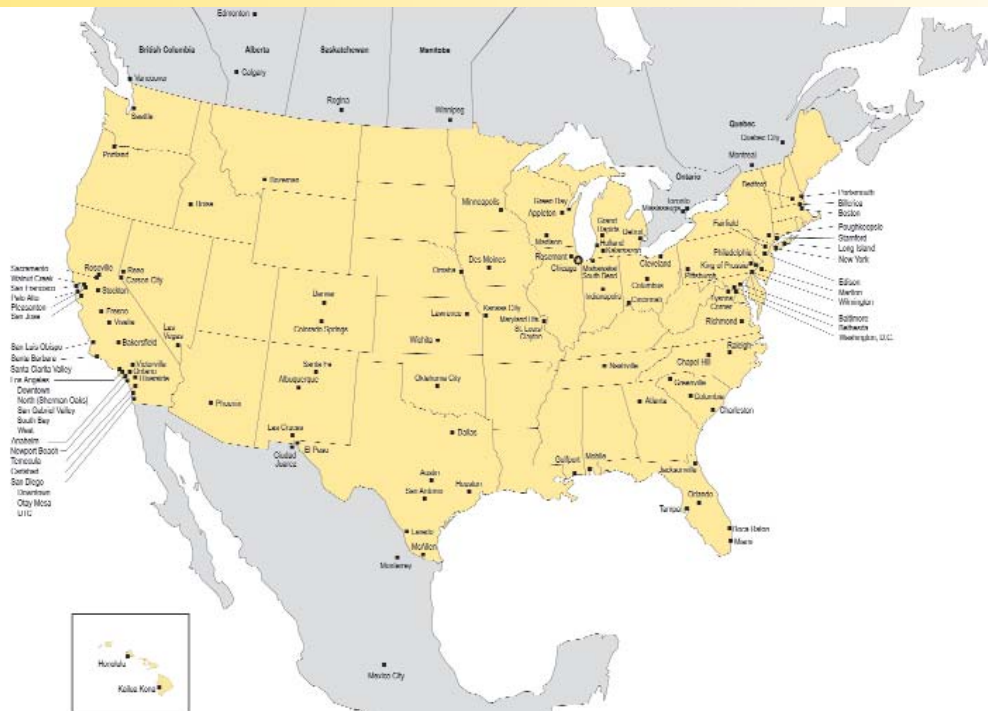 Edmonton
British Columbia
Alberta
Saskatchewan
Manitoba
Vancouver
Calgary
Regina
Winnipeg
Quebec
Quebec City
Montreal
Ontario
Toronto
Mississauga
Seattle
Portland
Bozeman
Boise
Minneapolis
Green Bay
Appleton
Madison
Grand
Rapids
Holland
Kalamazoo
Detroit
Rosemont
Chicago
Mishawaka/
South Bend
Cleveland
Bedford
Portsmouth
Billerica
Boston
Fairfield
Poughkeepsie
Stamford
Long Island
New York
Philadelphia
King of Prussia
Pittsburgh
Edison
Marlton
Wilmington
Tysons
Corner
Baltimore
Bethesda
Washington, D.C.
Sacramento
Walnut Creek
San Francisco
Palo Alto
Pleasanton
San Jose
Roseville
Reno
Carson City
Stockton
Fresno
Visalia
Las
Vegas
Bakersfield
San Luis Obispo
Santa Barbara
Santa Clarita Valley
Los Angeles
Downtown
North (Sherman Oaks)
San Gabriel Valley
South Bay
West
Anaheim
Newport Beach
Temecula
Carlsbad
San Diego
Downtown
Otay Mesa
UTC
Victorville
Ontario
Riverside
Phoenix
Denver
Colorado Springs
Santa Fe
Albuquerque
Las Cruces
Ciudad
Juarez
El Paso
Omaha
Des Moines
Lawrence
Kansas City
Maryland Hts.
St. Louis/
Clayton
Wichita
Oklahoma City
Dallas
Austin
San Antonio
Houston
Laredo
McAllen
Monterrey
Mexico City
Indianapolis
Columbus
Cincinnati
Nashville
Richmond
Raleigh
Chapel Hill
Greenville
Columbia
Charleston
Atlanta
Gulfport
Mobile
Jacksonville
Orlando
Tampa
Boca Raton
Miami
Honolulu
Kailua Kona